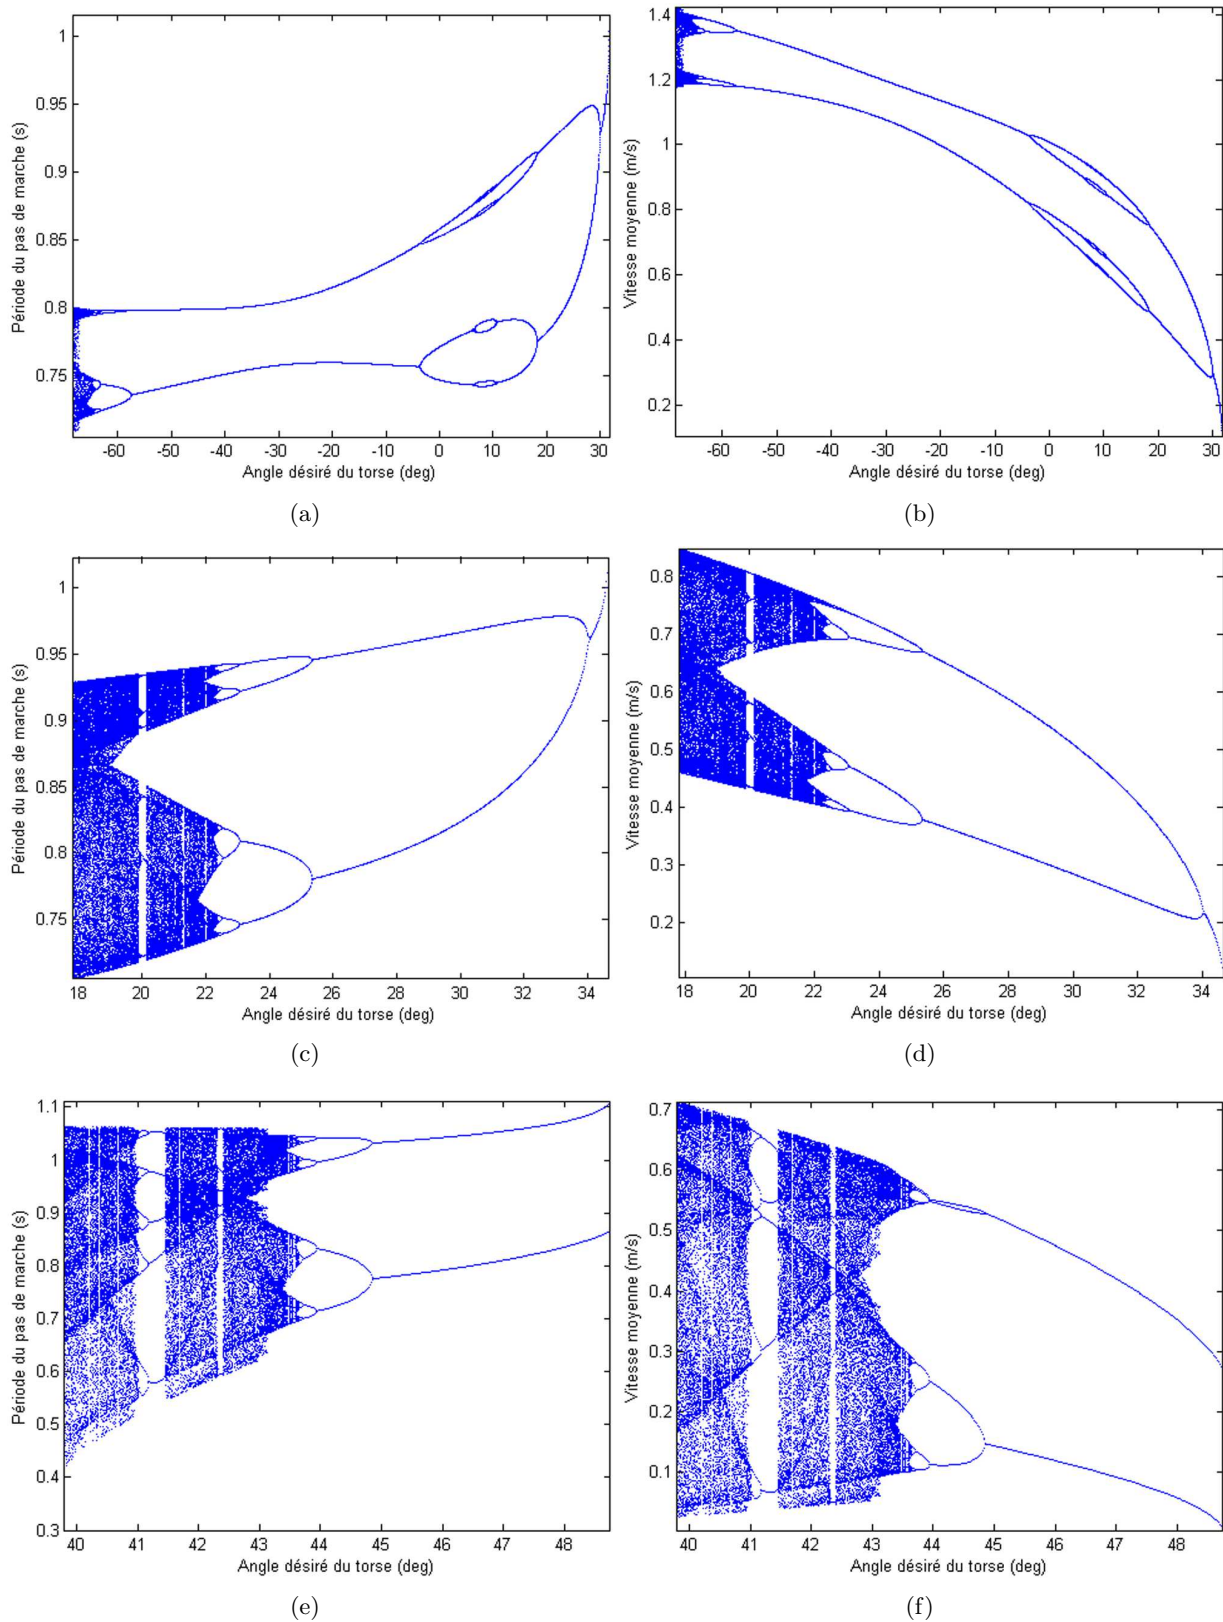 1
0.95
0.9
0.85
0.8
0.75
Période du pas de marche (s)
-60 -50 -40 -30 -20 -10 0 10 20 30
Angle désiré du torse (deg)
(a)
1.4
1.2
1
0.8
0.6
0.4
0.2
Vitesse moyenne (m/s)
-60 -50 -40 -30 -20 -10 0 10 20 30
Angle désiré du torse (deg)
(b)
1
0.95
0.9
0.85
0.8
0.75
Période du pas de marche (s)
18 20 22 24 26 28 30 32 34
Angle désiré du torse (deg)
(c)
0.8
0.7
0.6
0.5
0.4
0.3
0.2
Vitesse moyenne (m/s)
18 20 22 24 26 28 30 32 34
Angle désiré du torse (deg)
(d)
1.1
1
0.9
0.8
0.7
0.6
0.5
0.4
0.3
Période du pas de marche (s)
40 41 42 43 44 45 46 47 48
Angle désiré du torse (deg)
(e)
0.7
0.6
0.5
0.4
0.3
0.2
0.1
Vitesse moyenne (m/s)
40 41 42 43 44 45 46 47 48
Angle désiré du torse (deg)
(f)